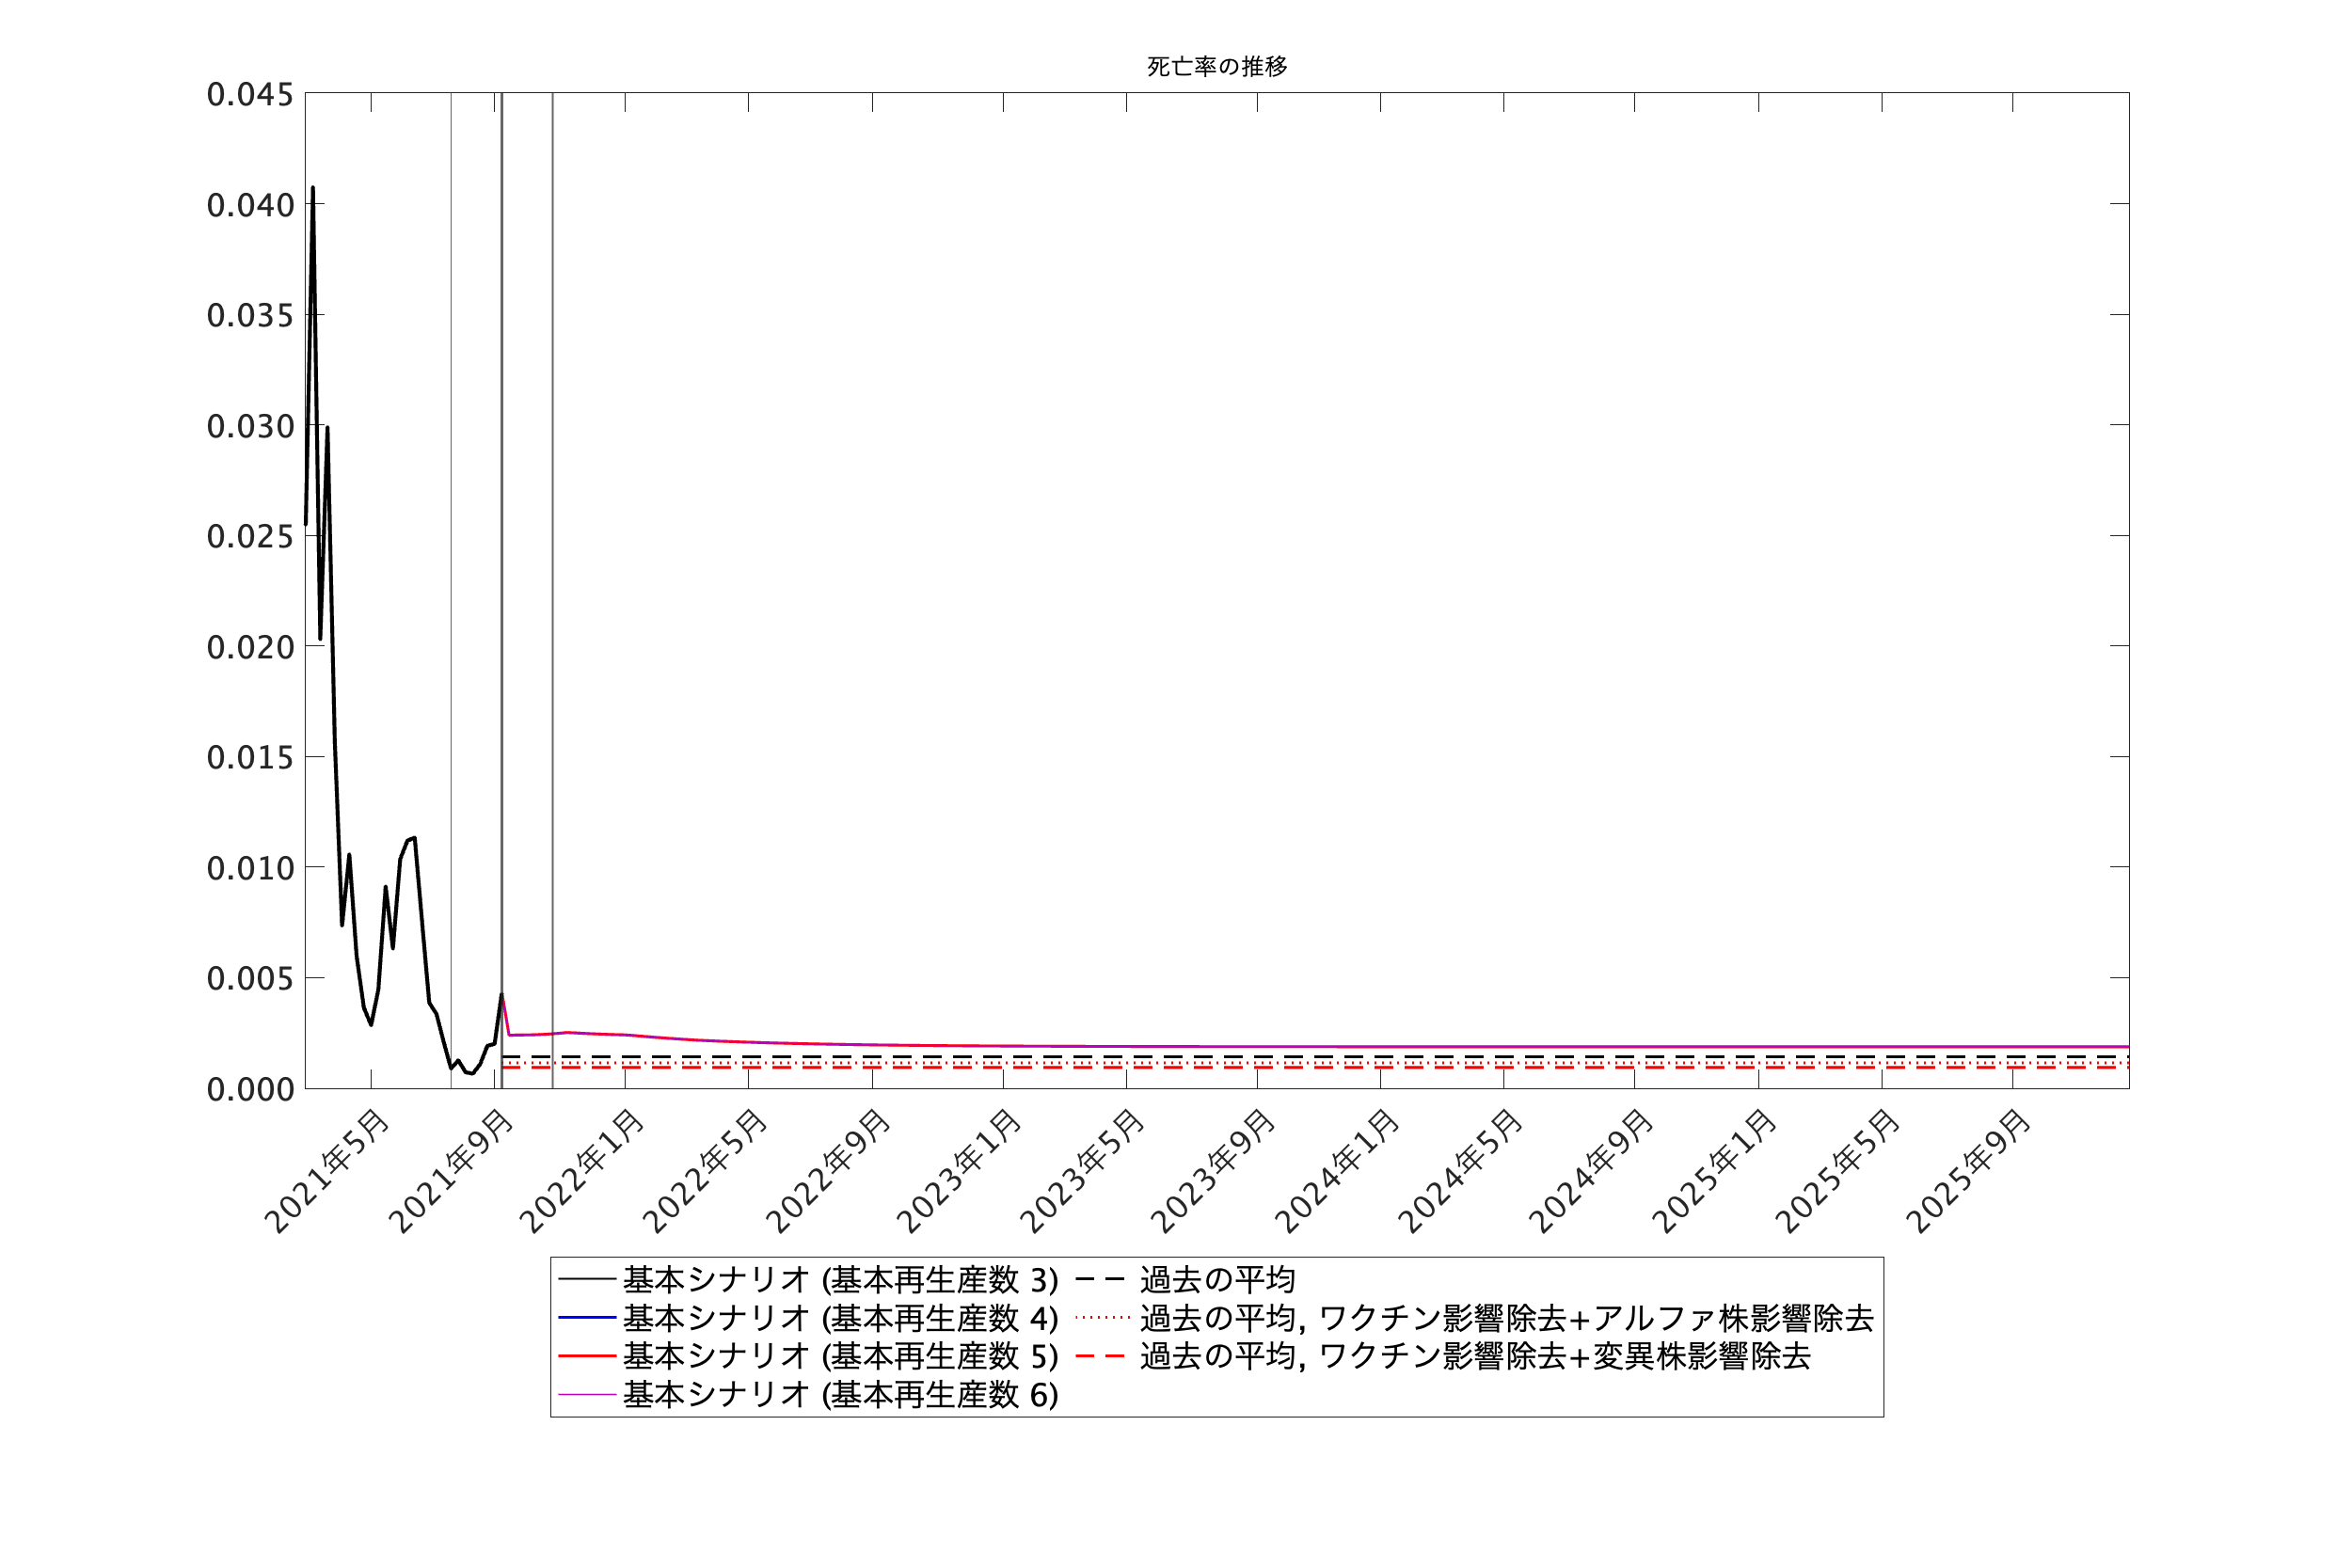 死亡率の推移
0.045
0.040
0.035
0.030
0.025
0.020
0.015
0.010
0.005
0.000
2021年5月
2021年9月
2022年1月
2022年5月
2022年9月
2023年1月
2023年5月
2023年9月
2024年1月
2024年5月
2024年9月
2025年1月
2025年5月
2025年9月
基本シナリオ (基本再生産数 3)
基本シナリオ (基本再生産数 4)
基本シナリオ (基本再生産数 5)
基本シナリオ (基本再生産数 6)
過去の平均
過去の平均, ワクチン影響除去+アルファ株影響除去
過去の平均, ワクチン影響除去+変異株影響除去